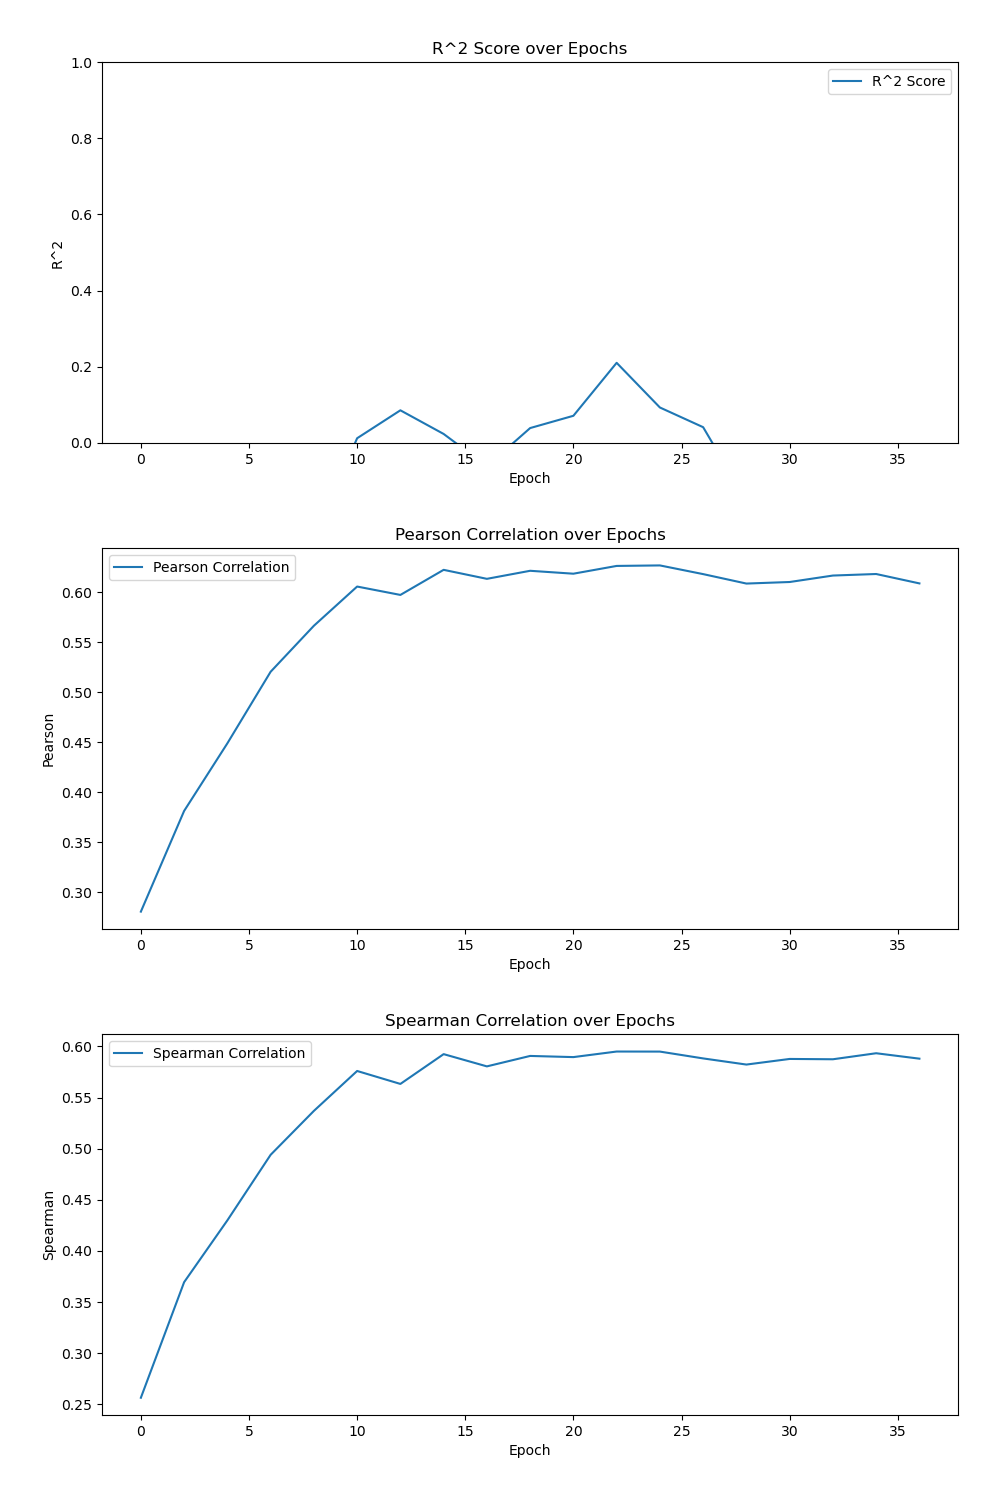 R^2 Score over Epochs
R^2 Score
1.0
0.8
0.6
0.4
0.2
0.0
R^2
0 5 10 15 20 25 30 35
Epoch
Pearson Correlation over Epochs
Pearson Correlation
0.60
0.55
0.50
0.45
0.40
0.35
0.30
Pearson
0 5 10 15 20 25 30 35
Epoch
Spearman Correlation over Epochs
Spearman Correlation
0.60
0.55
0.50
0.45
0.40
0.35
0.30
0.25
Spearman
0 5 10 15 20 25 30 35
Epoch